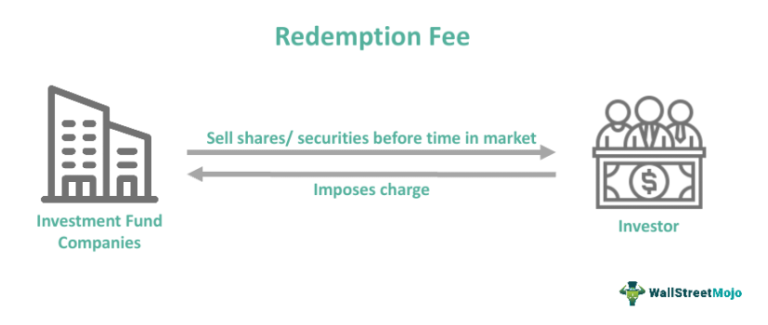 Redemption Fee
Sell shares/ securities before time in market
Imposes charge
Investment Fund
Companies
$
Investor
WallStreetMojo